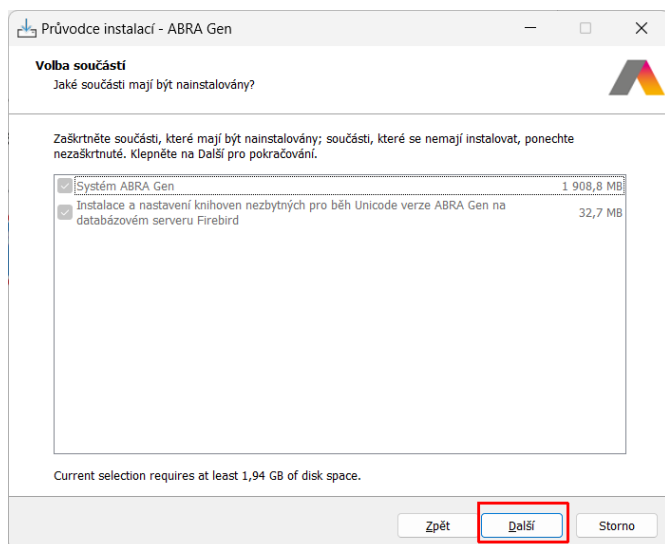 Průvodce instalací - ABRA Gen
Volba součástí
Jaké součásti mají být nainstalovány?
Zaškrtněte součásti, které mají být nainstalovány; součásti, které se nemají instalovat, ponechte
nezaškrtnuté. Klepněte na Další pro pokračování.
Systém ABRA Gen 1 908,8 MB
Instalace a nastavení knihoven nezbytných pro běh Unicode verze ABRA Gen na
databázovém serveru Firebird 32,7 MB
Current selection requires at least 1,94 GB of disk space.
Zpět Další Storno